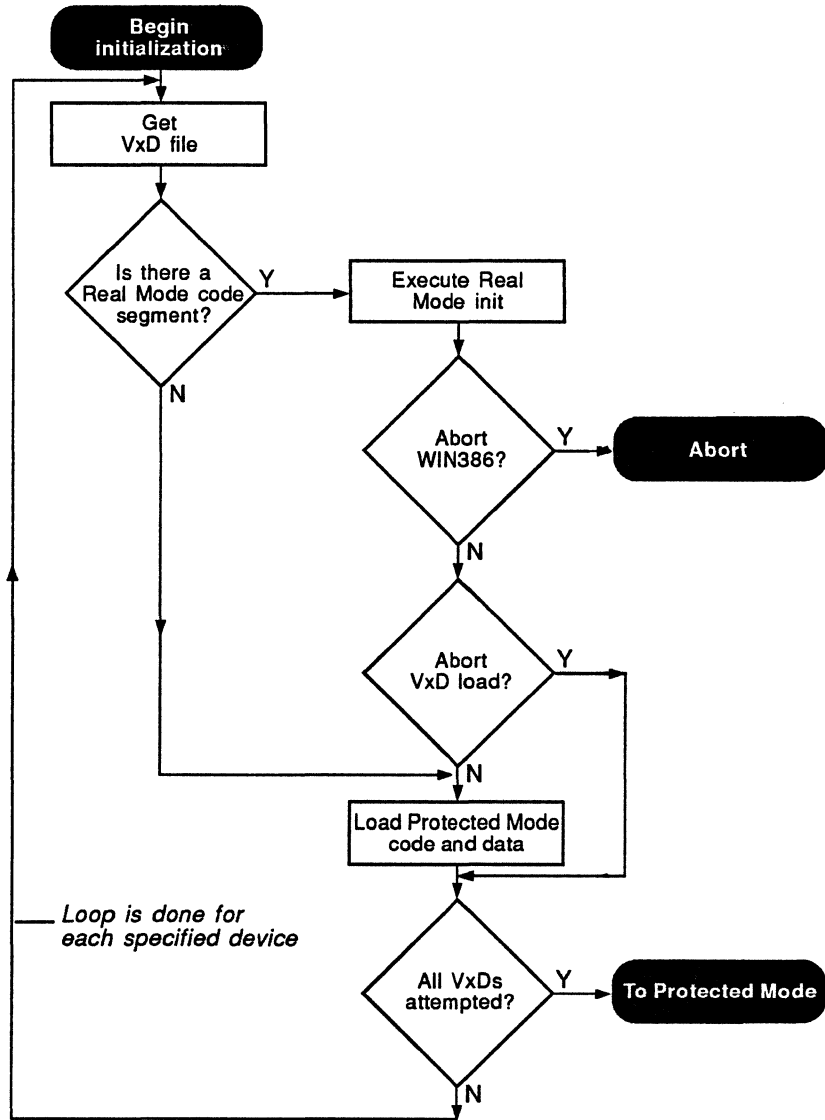 Begin
initialization
Get
VxD file
Is there a
Real Mode code
segment?
Y
N
Execute Real
Mode init
Abort
WIN386?
Y
Abort
N
Abort
VxD load?
Y
N
Load Protected Mode
code and data
Loop is done for
each specified device
All VxDs
attempted?
Y
To Protected Mode
N